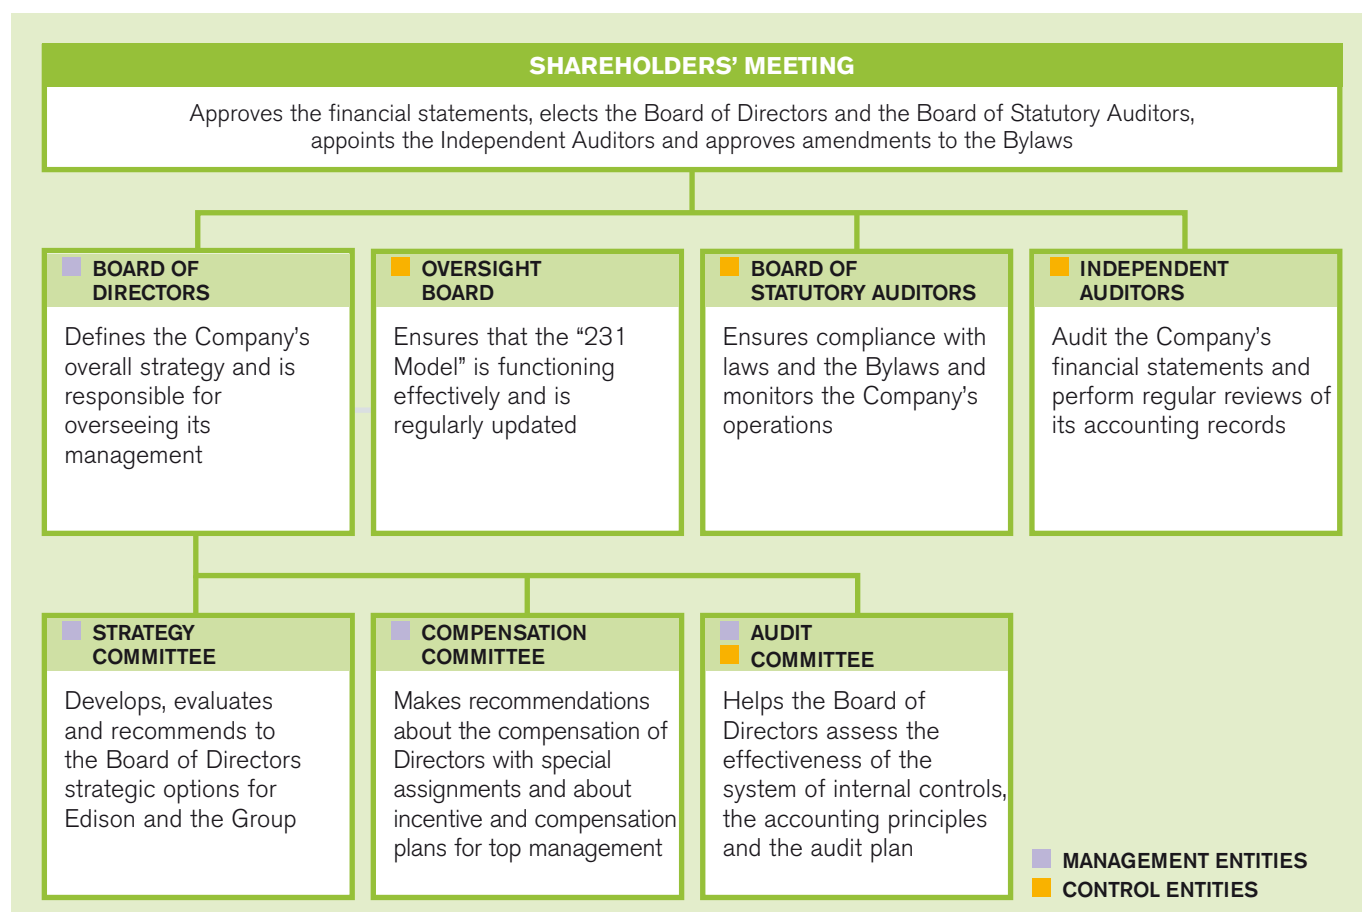 SHAREHOLDERS’ MEETING
Approves the financial statements, elects the Board of Directors and the Board of Statutory Auditors,
appoints the Independent Auditors and approves amendments to the Bylaws
BOARD OF
DIRECTORS
Defines the Company’s
overall strategy and is
responsible for
overseeing its
management
OVERSIGHT
BOARD
Ensures that the “231
Model” is functioning
effectively and is
regularly updated
BOARD OF
STATUTORY AUDITORS
Ensures compliance with
laws and the Bylaws and
monitors the Company’s
operations
INDEPENDENT
AUDITORS
Audit the Company’s
financial statements and
perform regular reviews of
its accounting records
STRATEGY
COMMITTEE
Develops, evaluates
and recommends to
the Board of Directors
strategic options for
Edison and the Group
COMPENSATION
COMMITTEE
Makes recommendations
about the compensation of
Directors with special
assignments and about
incentive and compensation
plans for top management
AUDIT
COMMITTEE
Helps the Board of
Directors assess the
effectiveness of the
system of internal controls,
the accounting principles
and the audit plan
MANAGEMENT ENTITIES
CONTROL ENTITIES